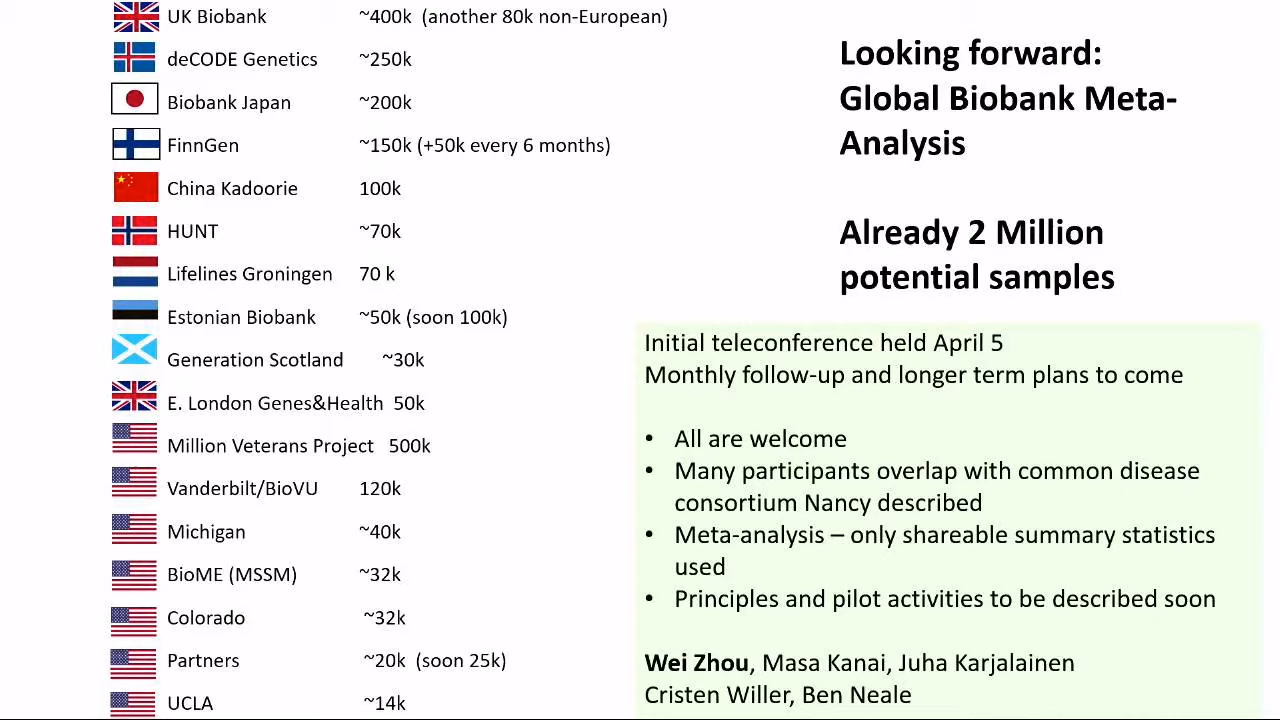 UK Biobank ~400k (another 80k non-European)
deCODE Genetics ~250k
Biobank Japan ~200k
FinnGen ~150k (+50k every 6 months)
China Kadoorie 100k
HUNT ~70k
Lifelines Groningen 70 k
Estonian Biobank ~50k (soon 100k)
Generation Scotland ~30k
E. London Genes&Health 50k
Million Veterans Project 500k
Vanderbilt/BioVU 120k
Michigan ~40k
BioME (MSSM) ~32k
Colorado ~32k
Partners ~20k (soon 25k)
UCLA ~14k
Looking forward:
Global Biobank Meta-
Analysis
Already 2 Million
potential samples
Initial teleconference held April 5
Monthly follow-up and longer term plans to come
• All are welcome
• Many participants overlap with common disease
consortium Nancy described
• Meta-analysis – only shareable summary statistics
used
• Principles and pilot activities to be described soon
Wei Zhou, Masa Kanai, Juha Karjalainen
Cristen Willer, Ben Neale